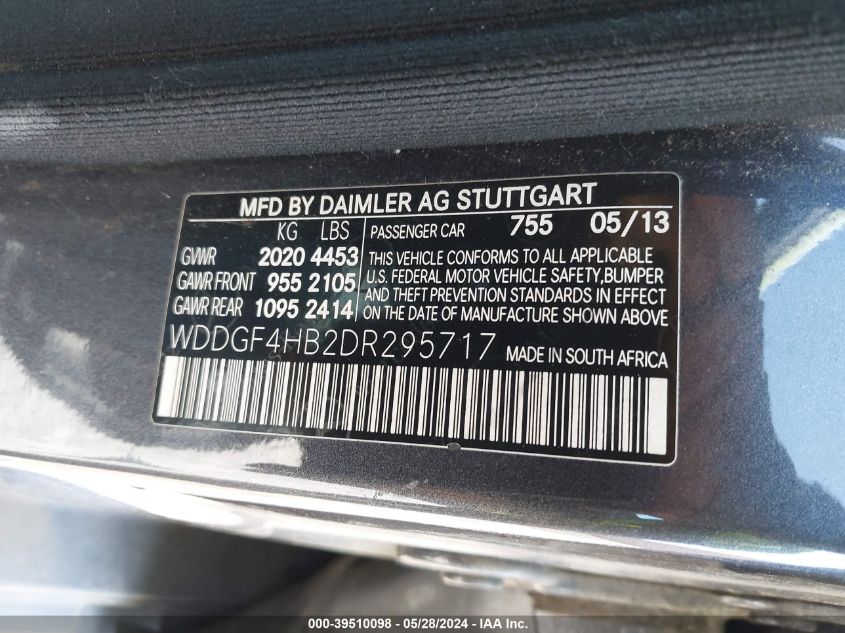 MFD BY DAIMLER AG STUTTGART
KG LBS PASSENGER CAR 755 05/13
GVWR 2020 4453
GAWR FRONT 955 2105
GAWR REAR 1095 2414
THIS VEHICLE CONFORMS TO ALL APPLICABLE
U.S. FEDERAL MOTOR VEHICLE SAFETY,BUMPER
AND THEFT PREVENTION STANDARDS IN EFFECT
ON THE DATE OF MANUFACTURE SHOWN ABOVE
WDDGF4HB2DR295717 MADE IN SOUTH AFRICA
000-39510098 - 05/28/2024 - IAA Inc.